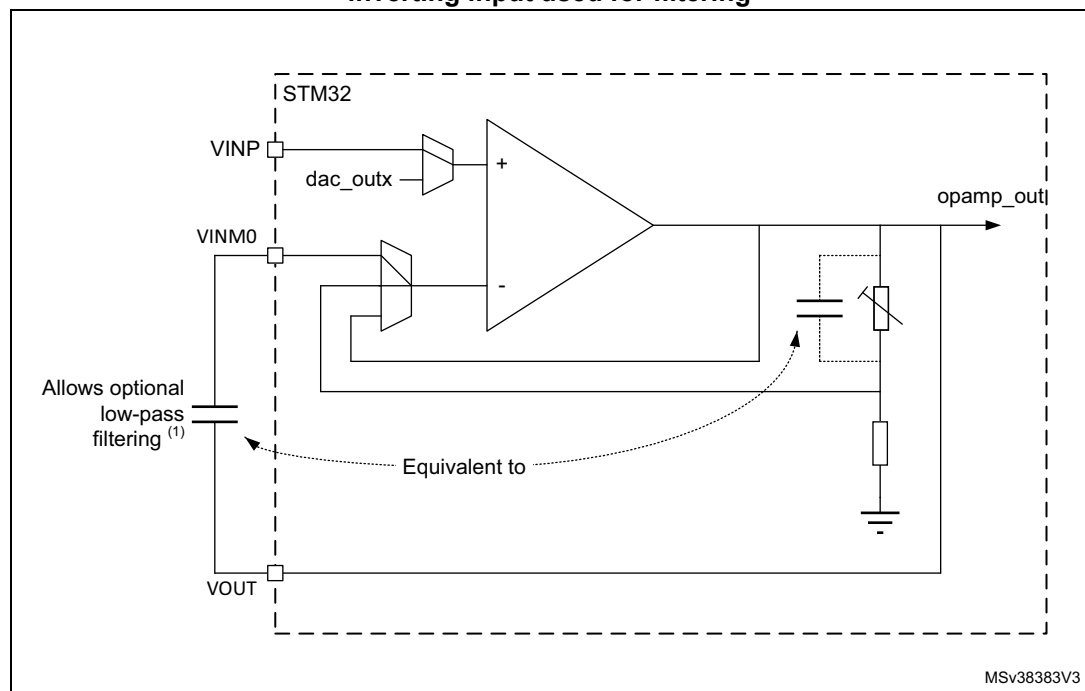 inverting input used for filtering
STM32
VINP
+
dac_outx
opamp_out
VINM0
-
Allows optional
low-pass
filtering (1)
Equivalent to
VOUT
MSv38383V3